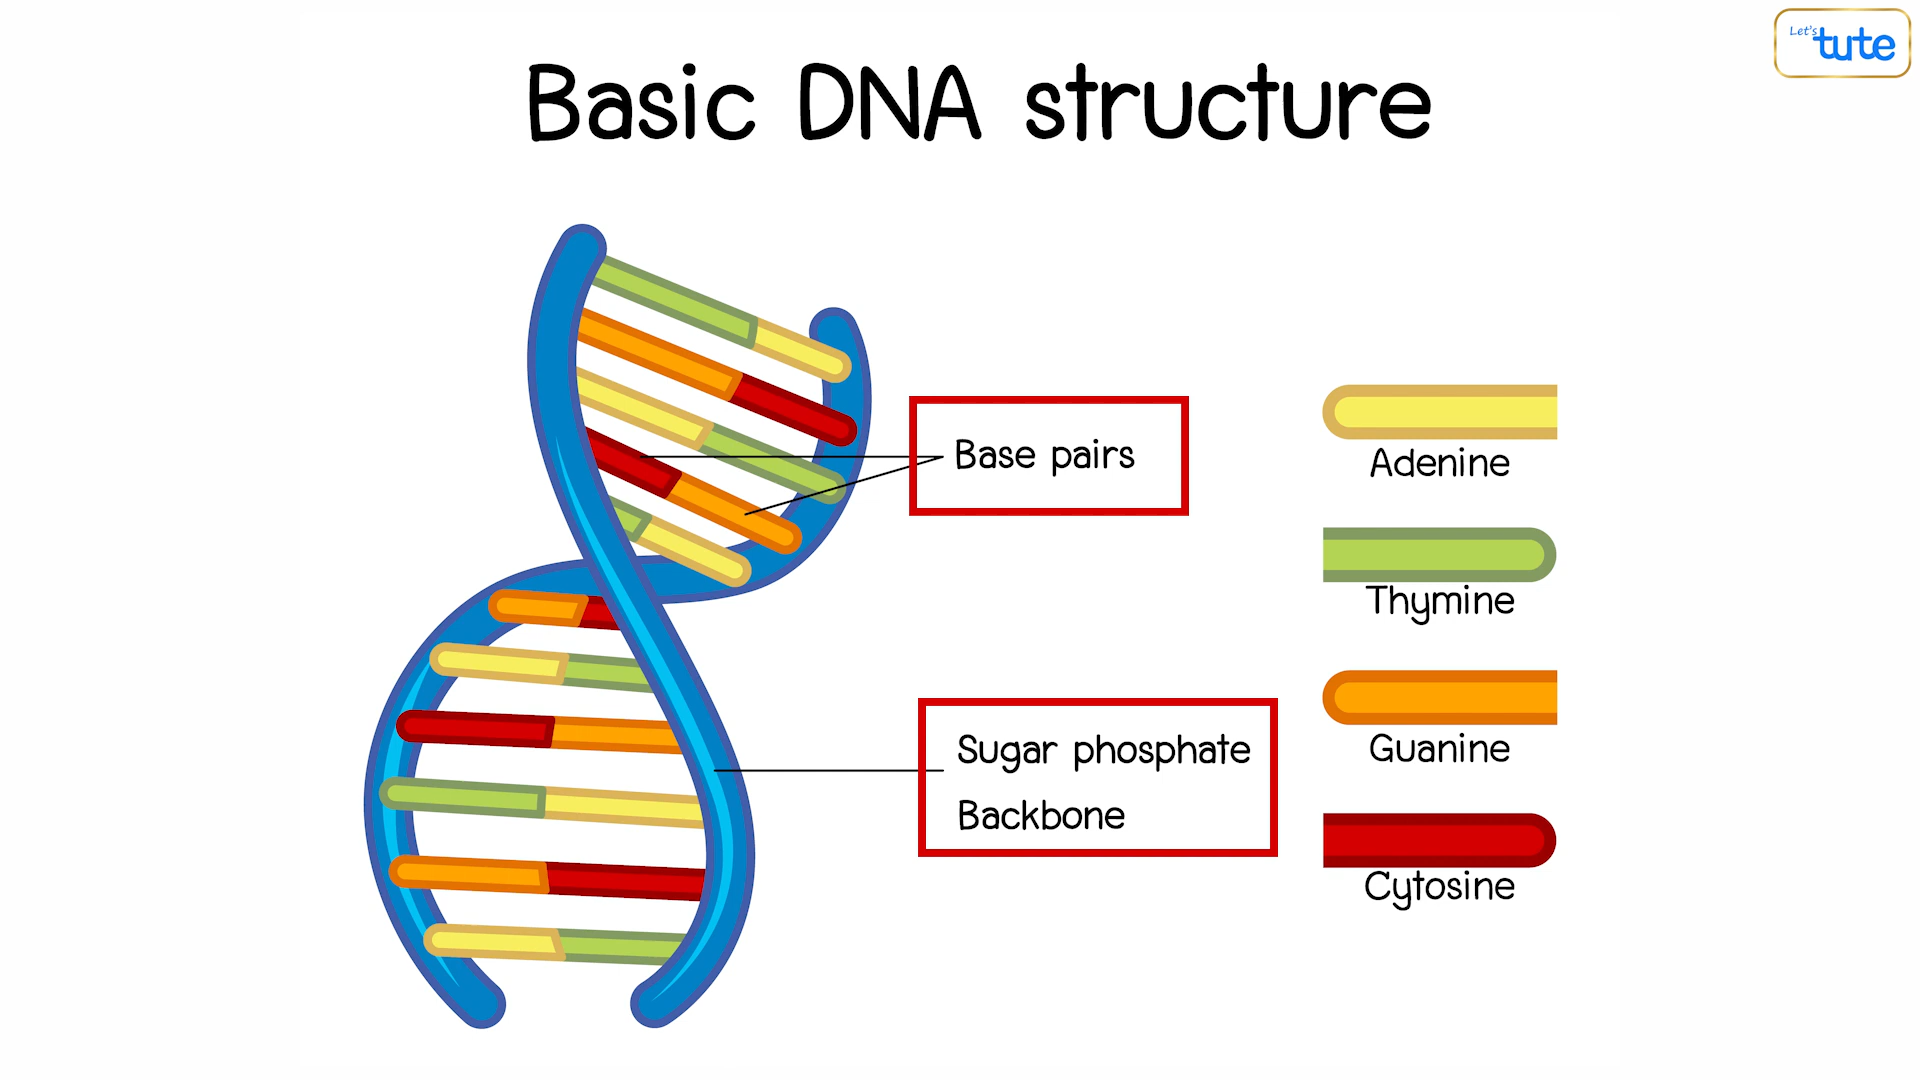 Let's
tute
Basic DNA structure
Base pairs
Adenine
Thymine
Sugar phosphate
Backbone
Guanine
Cytosine